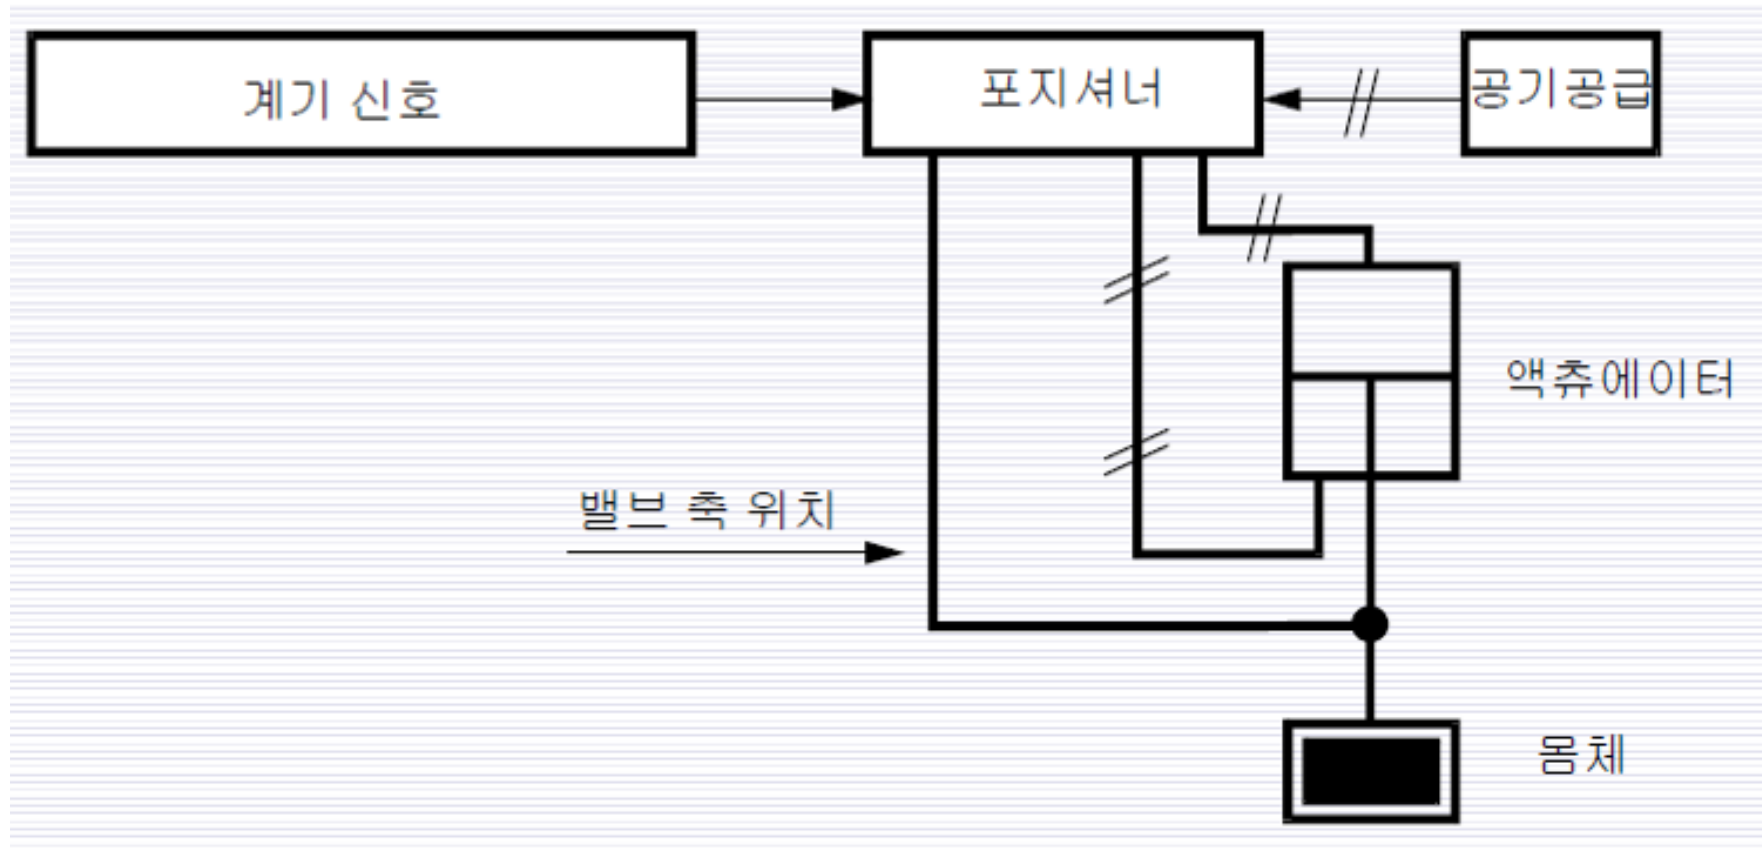 계기 신호
포지셔너
공기공급
액츄에이터
밸브 축 위치
몸체